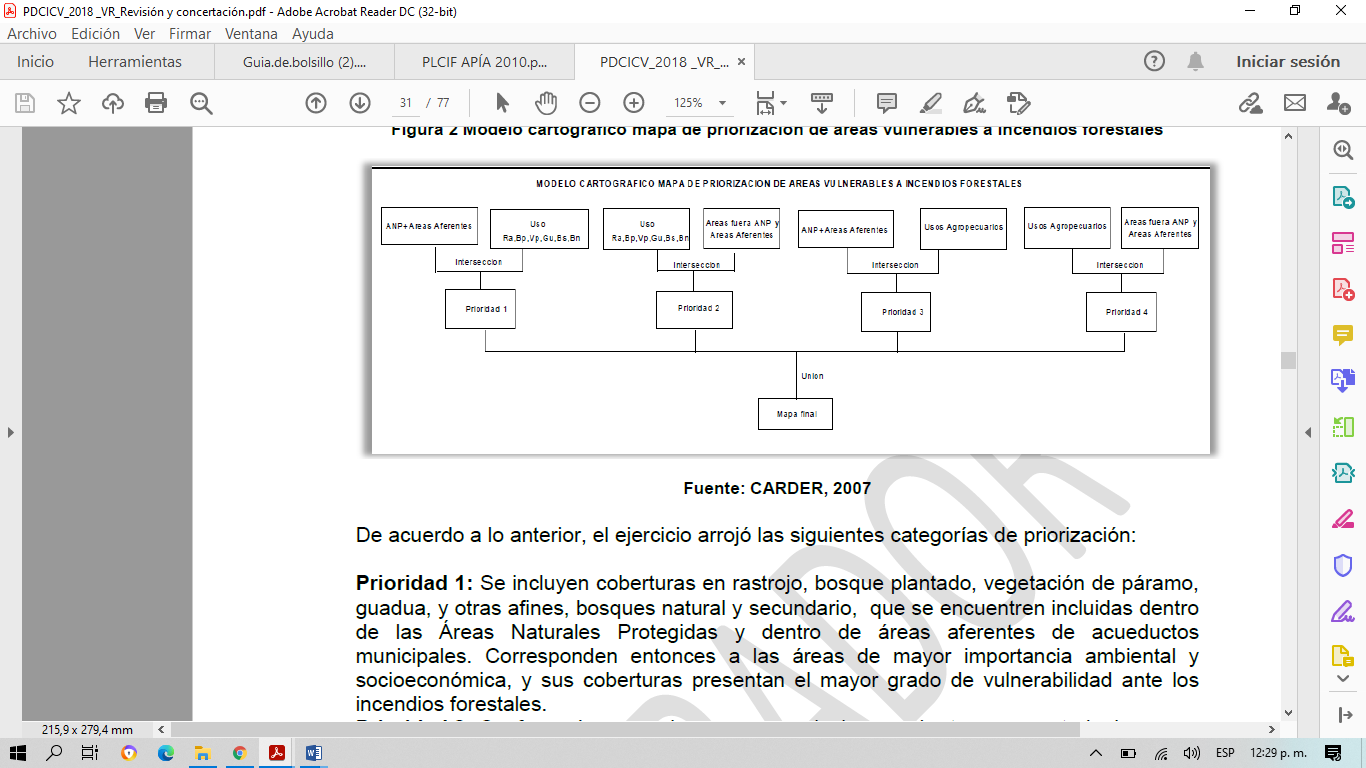 PDCICV_2018 _VR_Revisión y concertación.pdf - Adobe Acrobat Reader DC (32-bit)
Archivo Edición Ver Firmar Ventana Ayuda
Inicio Herramientas Guia.de.bolsillo (2).... PLCIF APÍA 2010.p... PDCICV_2018 _VR_... Iniciar sesión
31 / 77 125%
Figura 2 Modelo cartográfico mapa de priorización de áreas vulnerables a incendios forestales
MODELO CARTOGRAFICO MAPA DE PRIORIZACION DE AREAS VULNERABLES A INCENDIOS FORESTALES
ANP+Areas Aferentes
Uso
Ra,Bp,Vp,Gu,Bs,Bn
Uso
Ra,Bp,Vp,Gu,Bs,Bn
Areas fuera ANP y
Areas Aferentes
ANP+Areas Aferentes
Usos Agropecuarios
Usos Agropecuarios
Areas fuera ANP y
Areas Aferentes
Interseccion Interseccion Interseccion Interseccion
Prioridad 1 Prioridad 2 Prioridad 3 Prioridad 4
Union
Mapa final
Fuente: CARDER, 2007
De acuerdo a lo anterior, el ejercicio arrojó las siguientes categorías de priorización:
Prioridad 1: Se incluyen coberturas en rastrojo, bosque plantado, vegetación de páramo,
guadua, y otras afines, bosques natural y secundario, que se encuentren incluidas dentro
de las Áreas Naturales Protegidas y dentro de áreas aferentes de acueductos
municipales. Corresponden entonces a las áreas de mayor importancia ambiental y
socioeconómica, y sus coberturas presentan el mayor grado de vulnerabilidad ante los
incendios forestales.
215,9 x 279,4 mm
ESP 12:29 p. m.